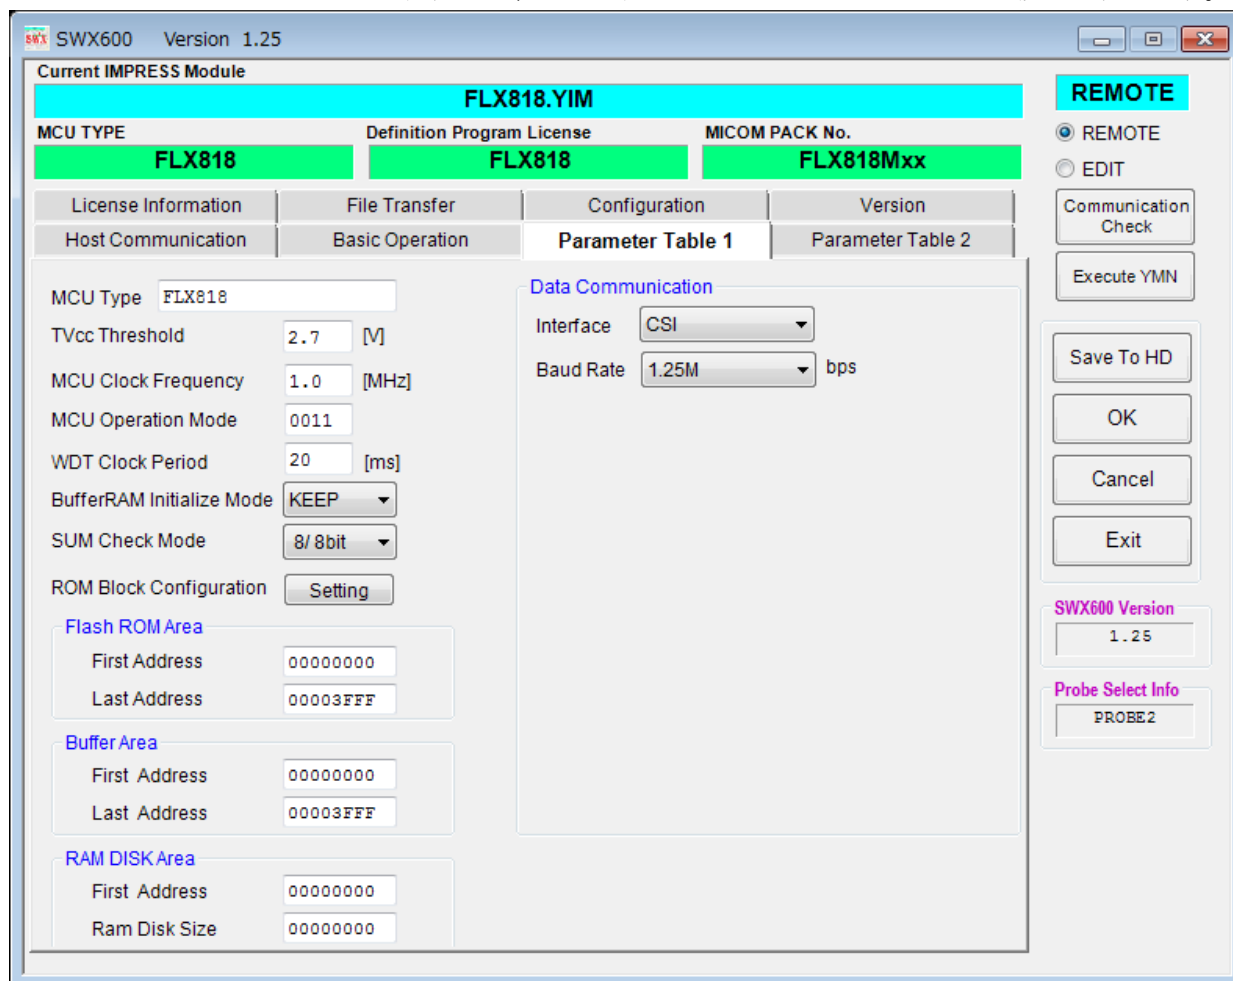 SWX600 Version 1.25
Current IMPRESS Module
FLX818.YIM
MCU TYPE Definition Program License MICOM PACK No.
FLX818 FLX818 FLX818Mxx
License Information File Transfer Configuration Version
Host Communication Basic Operation Parameter Table 1 Parameter Table 2
MCU Type FLX818
TVcc Threshold 2.7 [V]
MCU Clock Frequency 1.0 [MHz]
MCU Operation Mode 0011
WDT Clock Period 20 [ms]
BufferRAM Initialize Mode KEEP
SUM Check Mode 8/ 8bit
ROM Block Configuration Setting
Flash ROM Area
First Address 00000000
Last Address 00003FFF
Buffer Area
First Address 00000000
Last Address 00003FFF
RAM DISK Area
First Address 00000000
Ram Disk Size 00000000
Data Communication
Interface CSI
Baud Rate 1.25M bps
REMOTE
REMOTE
EDIT
Communication
Check
Execute YMN
Save To HD
OK
Cancel
Exit
SWX600 Version
1.25
Probe Select Info
PROBE2